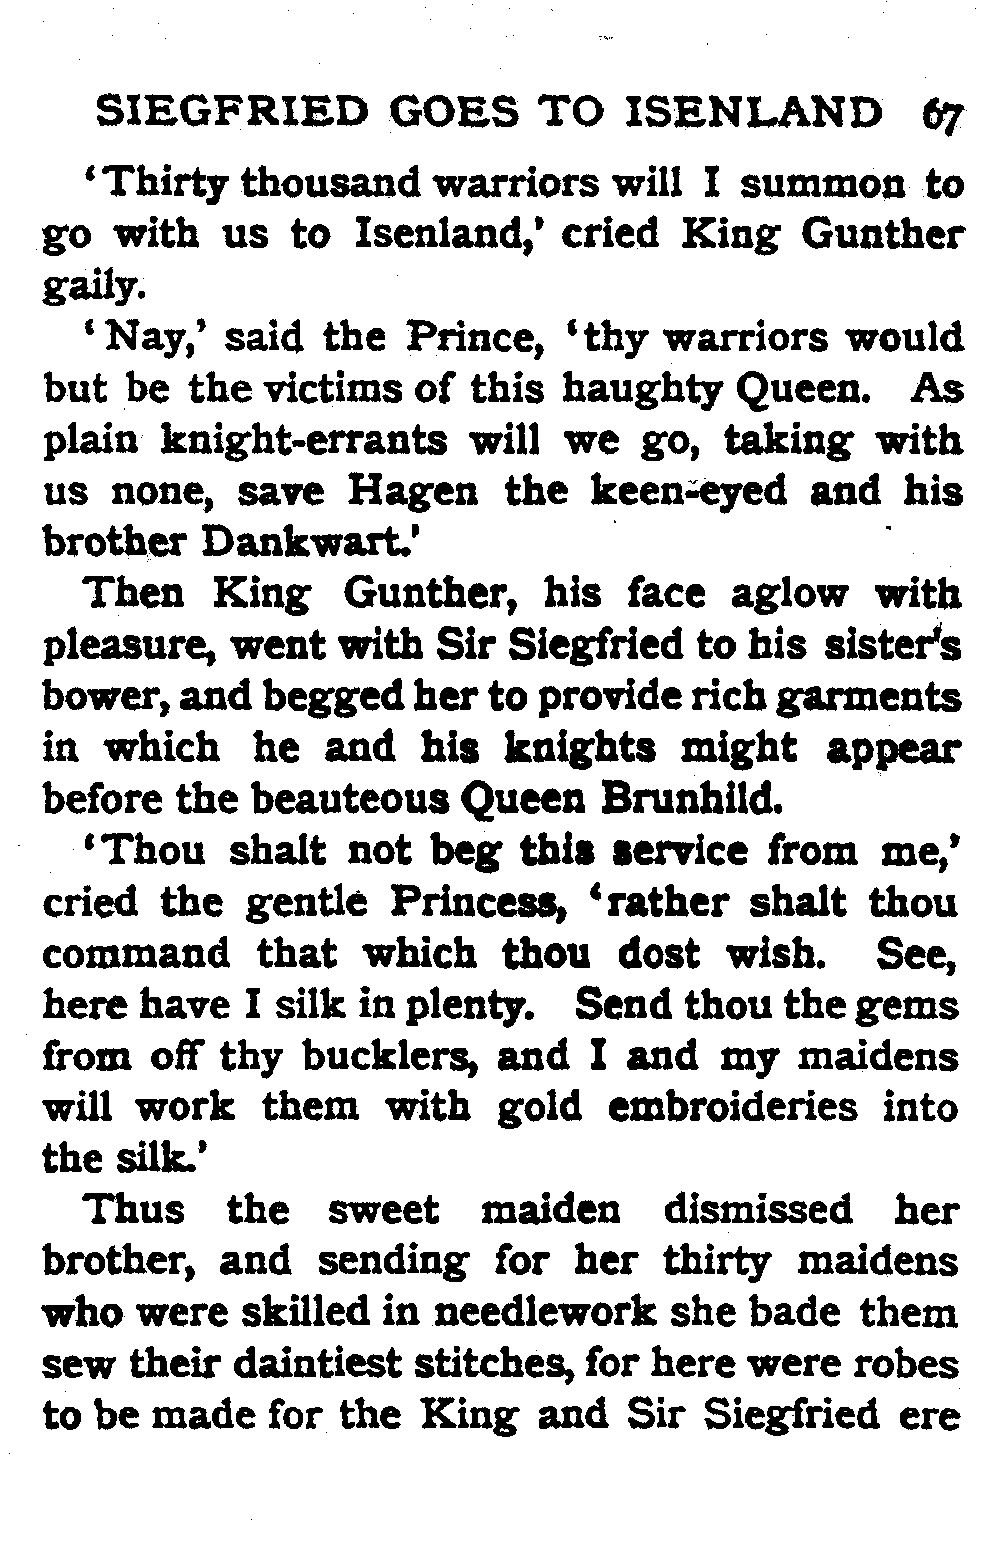 SIEGFRIED GOES TO ISENLAND 67
‘Thirty thousand warriors will I summon to
go with us to Isenland,’ cried King Gunther
gaily.
‘Nay,’ said the Prince, ‘thy warriors would
but be the victims of this haughty Queen. As
plain knight-errants will we go, taking with
us none, save Hagen the keen-eyed and his
brother Dankwart.’
Then King Gunther, his face aglow with
pleasure, went with Sir Siegfried to his sister's
bower, and begged her to provide rich garments
in which he and his knights might appear
before the beauteous Queen Brunhild.
‘Thou shalt not beg this service from me,’
cried the gentle Princess, ‘rather shalt thou
command that which thou dost wish. See,
here have I silk in plenty. Send thou the gems
from off thy bucklers, and I and my maidens
will work them with gold embroideries into
the silk.’
Thus the sweet maiden dismissed her
brother, and sending for her thirty maidens
who were skilled in needlework she bade them
sew their daintiest stitches, for here were robes
to be made for the King and Sir Siegfried ere